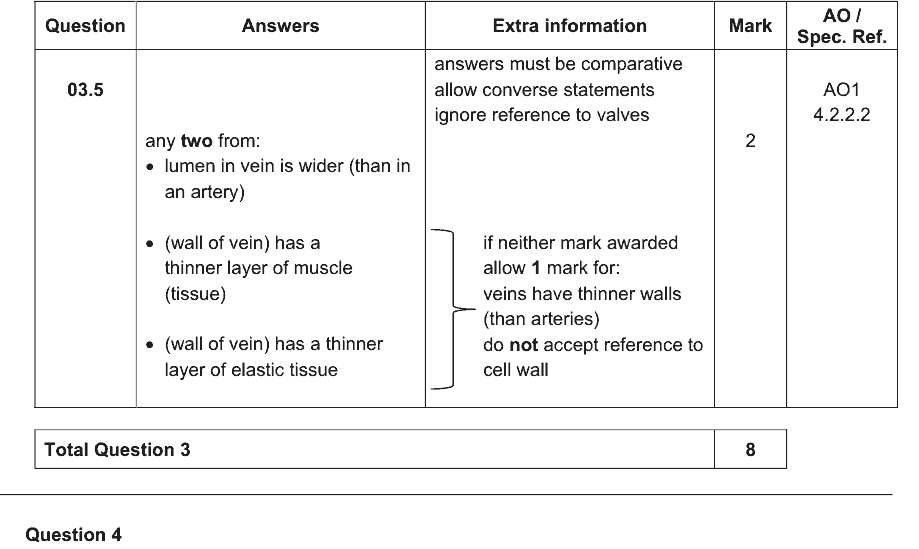 Question Answers Extra information Mark AO / Spec. Ref.
03.5
answers must be comparative
allow converse statements
ignore reference to valves
AO1
4.2.2.2
any two from:
2
• lumen in vein is wider (than in
an artery)
• (wall of vein) has a
thinner layer of muscle
(tissue)
• (wall of vein) has a thinner
layer of elastic tissue
if neither mark awarded
allow 1 mark for:
veins have thinner walls
(than arteries)
do not accept reference to
cell wall
Total Question 3 8
Question 4